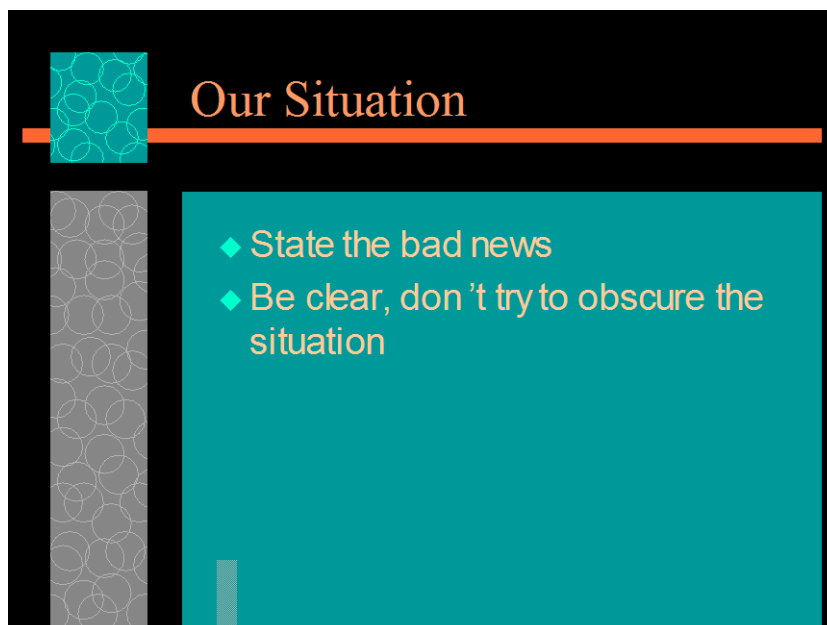 Our Situation
State the bad news
Be clear, don't try to obscure the
situation